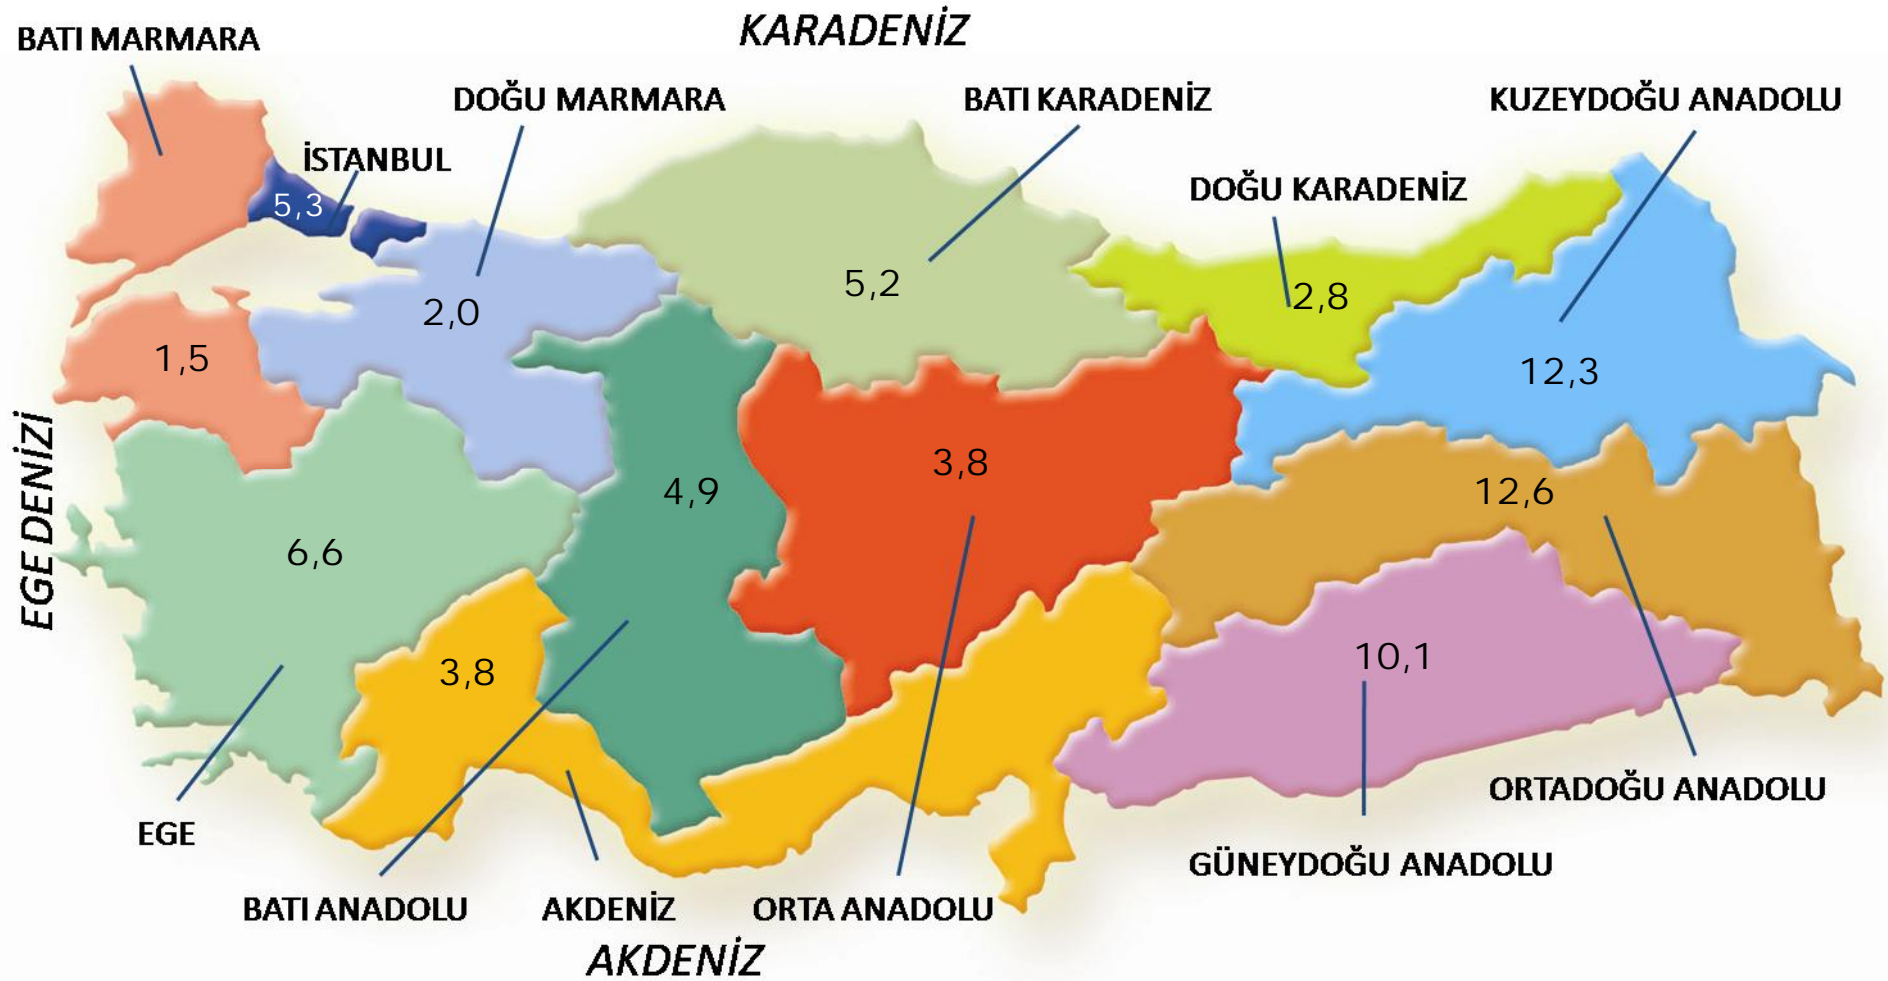 KARADENİZ
BATI MARMARA
DOĞU MARMARA
BATI KARADENİZ
KUZEYDOĞU ANADOLU
İSTANBUL
5,3
DOĞU KARADENİZ
5,2
2,8
2,0
1,5
12,3
EGE DENİZİ
3,8
4,9
12,6
6,6
10,1
3,8
ORTADOĞU ANADOLU
EGE
GÜNEYDOĞU ANADOLU
BATI ANADOLU
AKDENİZ
ORTA ANADOLU
AKDENİZ